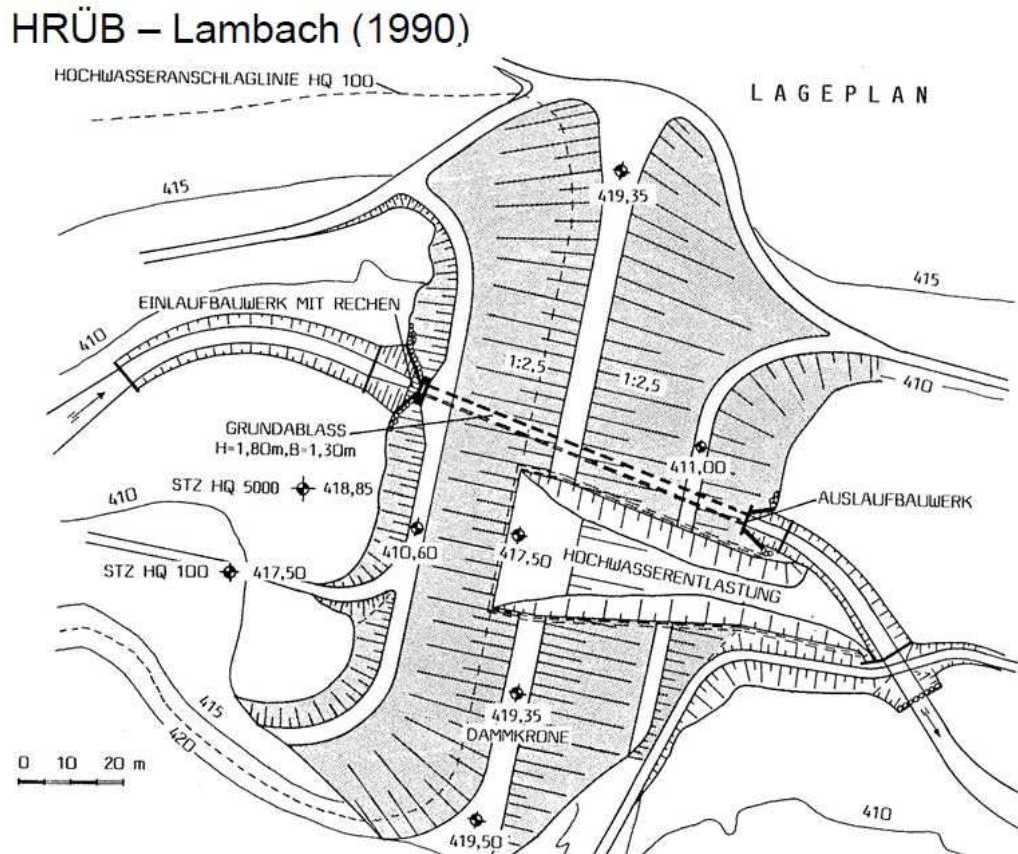 HRÜB – Lambach (1990)
HOCHWASSERANSCHLAGLINIE HQ 100
LAGEPLAN
415
419,35
415
EINLAUFBAUWERK MIT RECHEN
410
1:2,5
1:2,5
410
GRUNDABLASS
H=1,80m,B=1,30m
411,00
STZ HQ 5000 418,85
AUSLAUFBAUWERK
410
410,60
417,50
HOCHWASSERENTLASTUNG
STZ HQ 100 417,50
415
419,35
DAMMKRONE
420
0 10 20 m
410
419,50